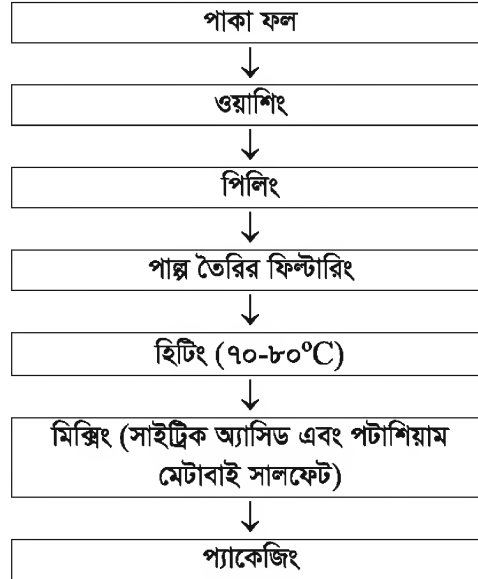 পাকা ফল
↓
ওয়াশিং
↓
পিলিং
↓
পাল্প তৈরির ফিল্টারিং
↓
হিটিং (৭০-৮০°C)
↓
মিক্সিং (সাইট্রিক অ্যাসিড এবং পটাশিয়াম
মেটাবাই সালফেট)
↓
প্যাকেজিং